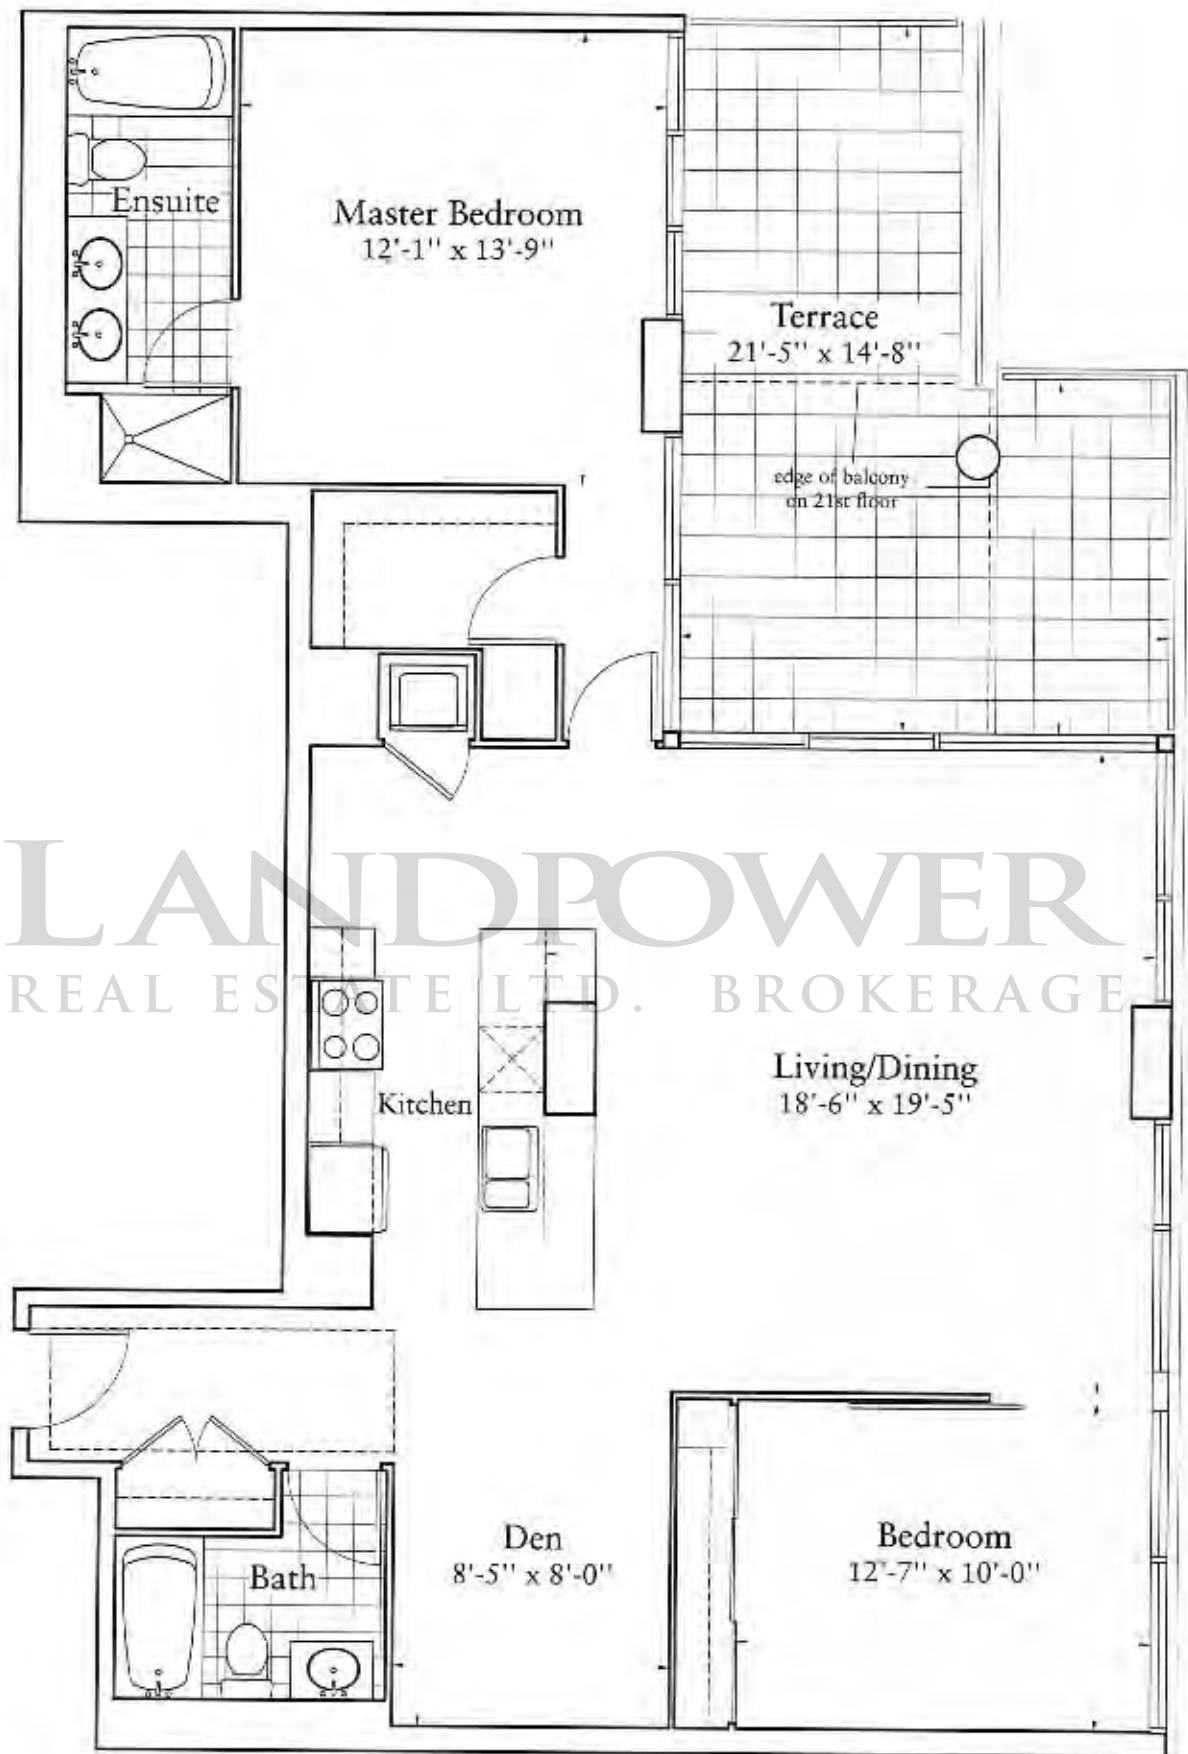 Ensuite
Master Bedroom
12'-1" x 13'-9"
Terrace
21'-5" x 14'-8"
edge of balcony
on 21st floor
LANDPOWER
REAL ESTATE LTD. BROKERAGE
Living/Dining
18'-6" x 19'-5"
Kitchen
Den
8'-5" x 8'-0"
Bedroom
12'-7" x 10'-0"
Bath